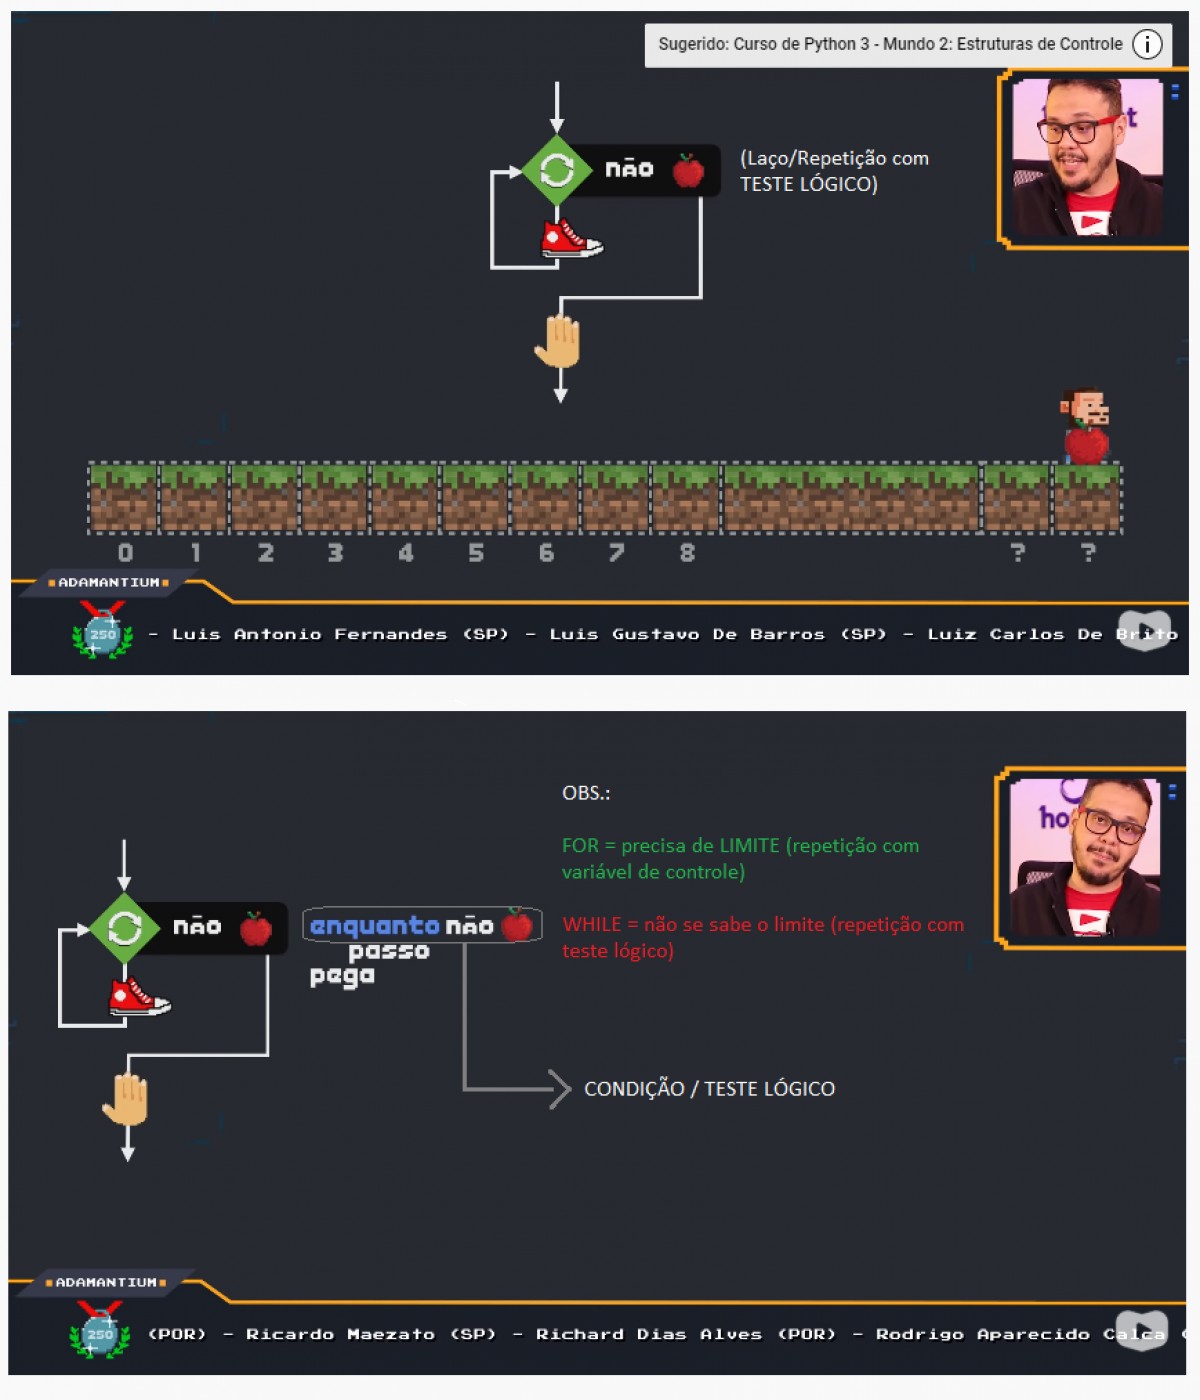 Sugerido: Curso de Python 3 - Mundo 2: Estruturas de Controle
não
(Laço/Repetição com
TESTE LÓGICO)
0 1 2 3 4 5 6 7 8 ? ?
ADAMANTIUM
250
- Luis Antonio Fernandes (SP) - Luis Gustavo De Barros (SP) - Luiz Carlos De Brito
OBS.:
FOR = precisa de LIMITE (repetição com
variável de controle)
não
enquanto não
passo
pega
WHILE = não se sabe o limite (repetição com
teste lógico)
ho
CONDIÇÃO / TESTE LÓGICO
ADAMANTIUM
250
(POR) - Ricardo Maezato (SP) - Richard Dias Alves (POR) - Rodrigo Aparecido